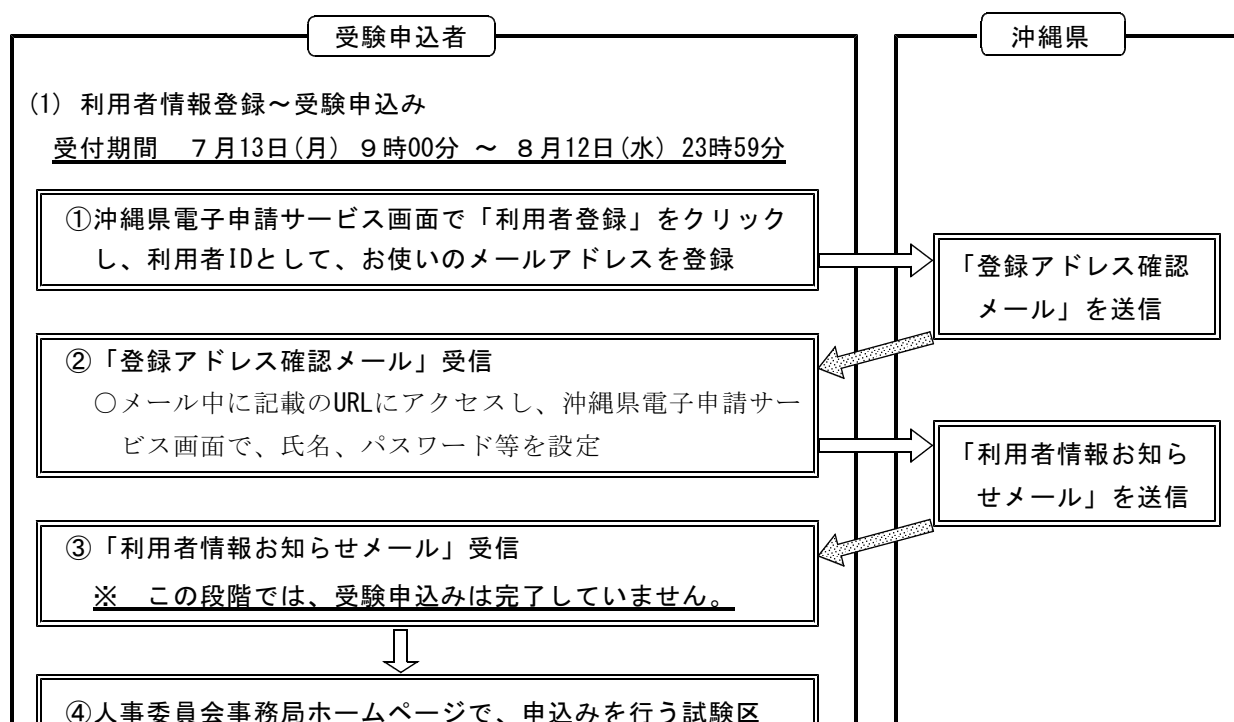 受験申込者
沖縄県
(1) 利用者情報登録～受験申込み
受付期間　７月13日(月) ９時00分 ～ ８月12日(水) 23時59分
①沖縄県電子申請サービス画面で「利用者登録」をクリック
し、利用者IDとして、お使いのメールアドレスを登録
「登録アドレス確認
メール」を送信
②「登録アドレス確認メール」受信
○メール中に記載のURLにアクセスし、沖縄県電子申請サー
ビス画面で、氏名、パスワード等を設定
「利用者情報お知ら
せメール」を送信
③「利用者情報お知らせメール」受信
※　この段階では、受験申込みは完了していません。
④人事委員会事務局ホームページで、申込みを行う試験区